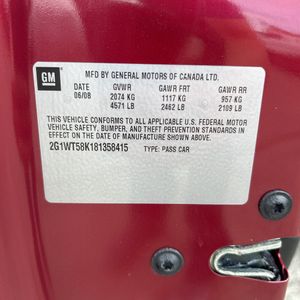 GM
MFD BY GENERAL MOTORS OF CANADA LTD.
DATE GVWR GAWR FRT GAWR RR
06/08 2074 KG 1117 KG 957 KG
4571 LB 2462 LB 2109 LB
THIS VEHICLE CONFORMS TO ALL APPLICABLE U.S. FEDERAL MOTOR
VEHICLE SAFETY, BUMPER, AND THEFT PREVENTION STANDARDS
IN EFFECT ON THE DATE OF MANUFACTURE SHOWN ABOVE.
2G1WT58K181358415 TYPE: PASS CAR